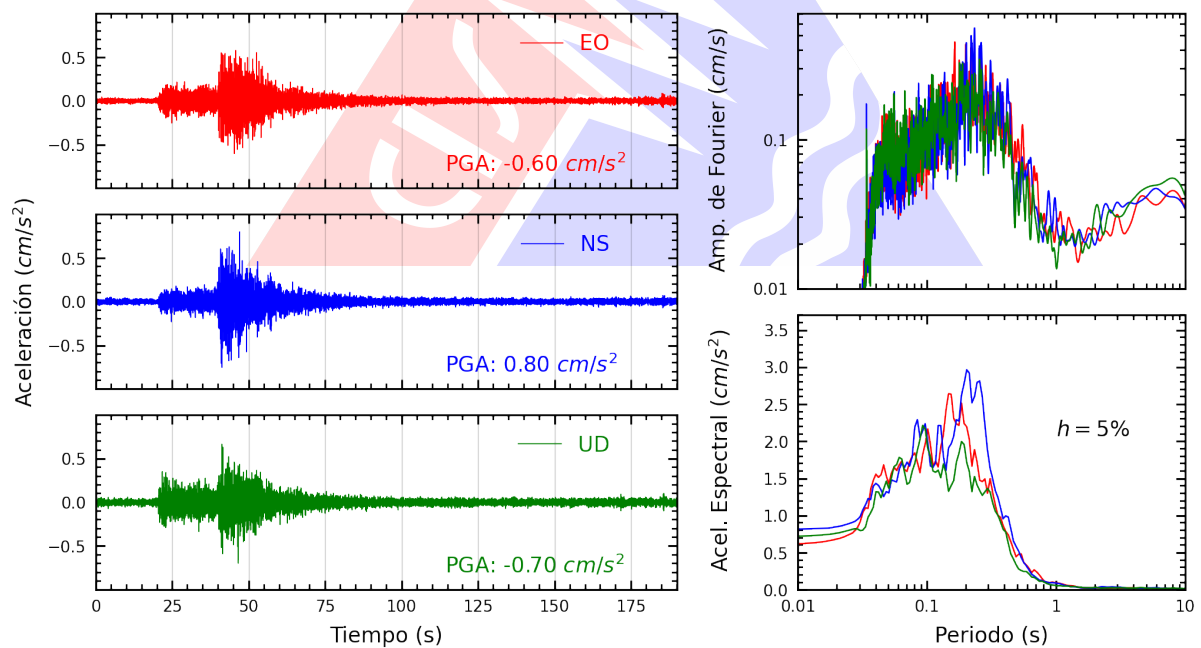 Aceleración (cm/s²)
0.5
0.0
−0.5
EO
PGA: -0.60 cm/s²
0.5
0.0
−0.5
NS
PGA: 0.80 cm/s²
0.5
0.0
−0.5
UD
PGA: -0.70 cm/s²
0 25 50 75 100 125 150 175
Tiempo (s)
Amp. de Fourier (cm/s)
0.1
0.01
Acel. Espectral (cm/s²)
3.5
3.0
2.5
2.0
1.5
1.0
0.5
0.0
h = 5%
0.01 0.1 1 10
Periodo (s)
CISM